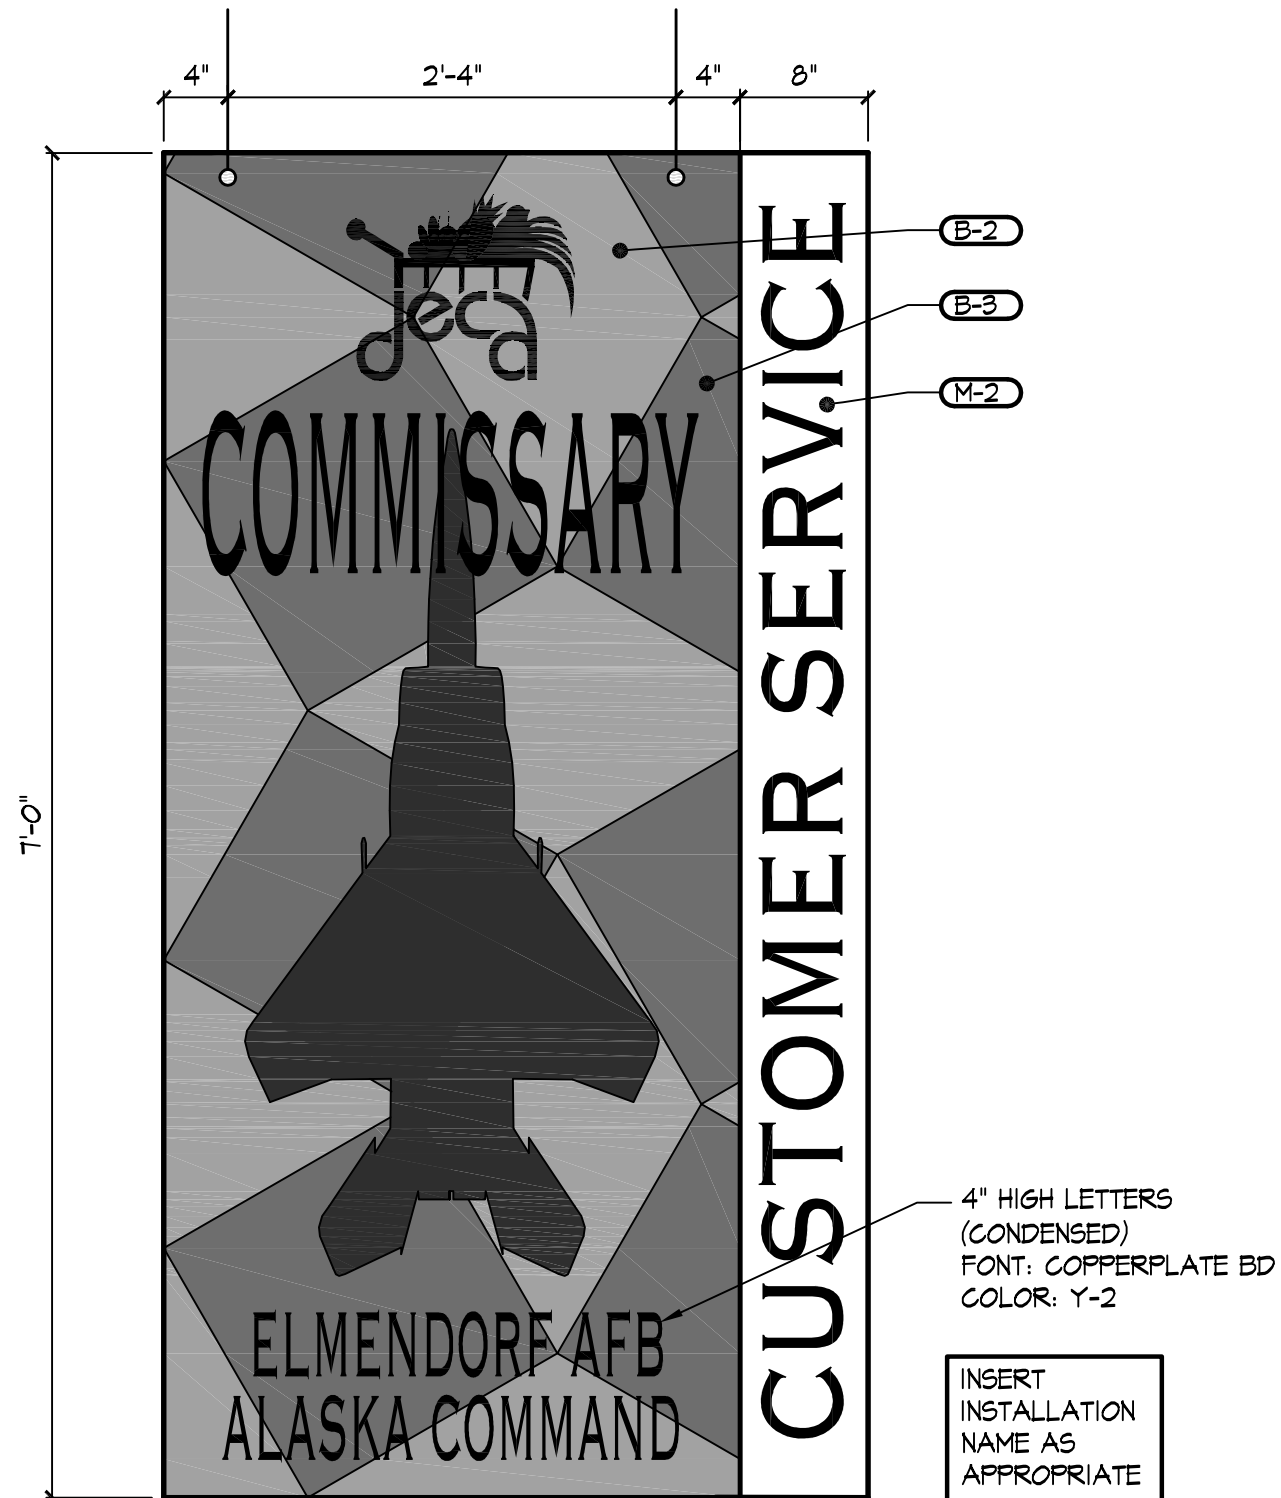 4" 2'-4" 4" 8"
7'-0"
deca
COMMISSARY
CUSTOMER SERVICE
B-2
B-3
M-2
ELMENDORF AFB
ALASKA COMMAND
4" HIGH LETTERS
(CONDENSED)
FONT: COPPERPLATE BD
COLOR: Y-2
INSERT
INSTALLATION
NAME AS
APPROPRIATE